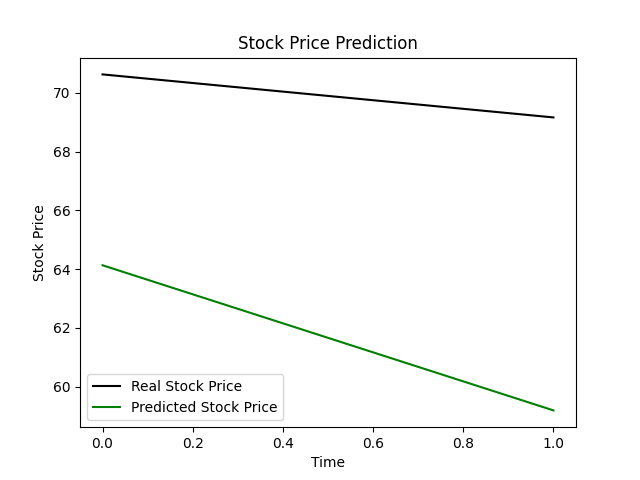 Stock Price Prediction
Stock Price
70
68
66
64
62
60
Real Stock Price
Predicted Stock Price
0.0 0.2 0.4 0.6 0.8 1.0
Time